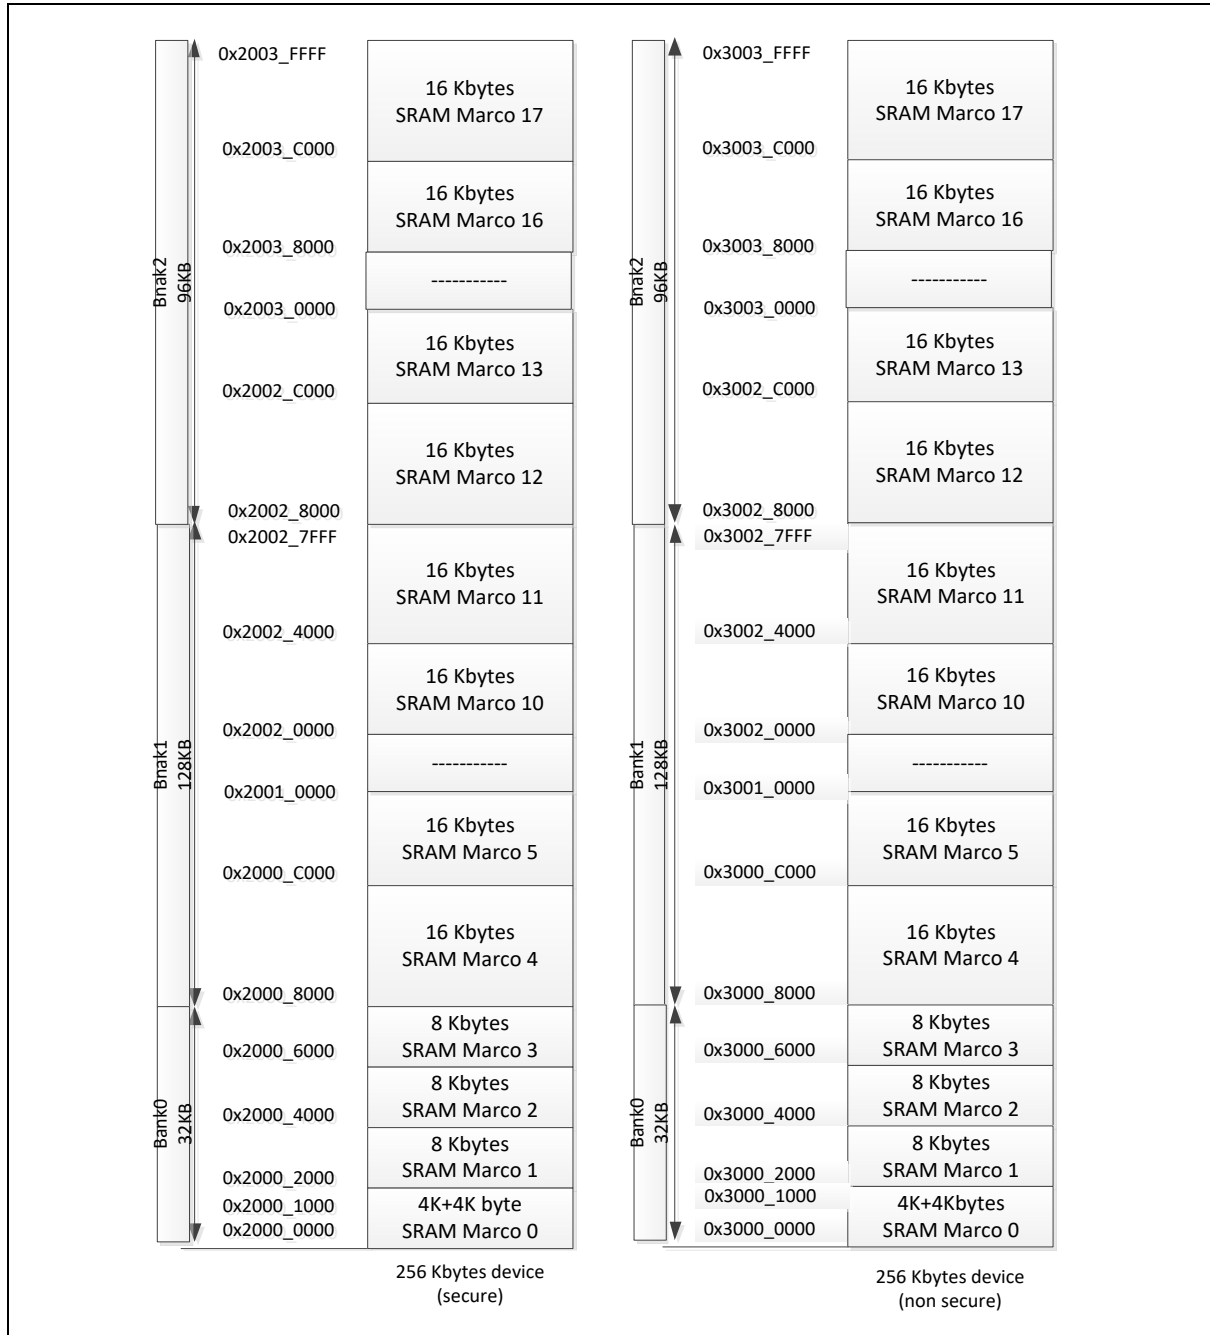 0x2003_FFFF
16 Kbytes
SRAM Marco 17
0x2003_C000
16 Kbytes
SRAM Marco 16
0x2003_8000
-----------
0x2003_0000
16 Kbytes
SRAM Marco 13
0x2002_C000
16 Kbytes
SRAM Marco 12
0x2002_8000
Bnak2
96KB
0x2002_7FFF
16 Kbytes
SRAM Marco 11
0x2002_4000
16 Kbytes
SRAM Marco 10
0x2002_0000
-----------
0x2001_0000
16 Kbytes
SRAM Marco 5
0x2000_C000
16 Kbytes
SRAM Marco 4
0x2000_8000
Bnak1
128KB
8 Kbytes
SRAM Marco 3
0x2000_6000
8 Kbytes
SRAM Marco 2
0x2000_4000
8 Kbytes
SRAM Marco 1
0x2000_2000
0x2000_1000
4K+4K byte
SRAM Marco 0
0x2000_0000
Bank0
32KB
256 Kbytes device
(secure)
0x3003_FFFF
16 Kbytes
SRAM Marco 17
0x3003_C000
16 Kbytes
SRAM Marco 16
0x3003_8000
-----------
0x3003_0000
16 Kbytes
SRAM Marco 13
0x3002_C000
16 Kbytes
SRAM Marco 12
0x3002_8000
Bnak2
96KB
0x3002_7FFF
16 Kbytes
SRAM Marco 11
0x3002_4000
16 Kbytes
SRAM Marco 10
0x3002_0000
-----------
0x3001_0000
16 Kbytes
SRAM Marco 5
0x3000_C000
16 Kbytes
SRAM Marco 4
0x3000_8000
Bank1
128KB
8 Kbytes
SRAM Marco 3
0x3000_6000
8 Kbytes
SRAM Marco 2
0x3000_4000
8 Kbytes
SRAM Marco 1
0x3000_2000
0x3000_1000
4K+4Kbytes
SRAM Marco 0
0x3000_0000
Bank0
32KB
256 Kbytes device
(non secure)